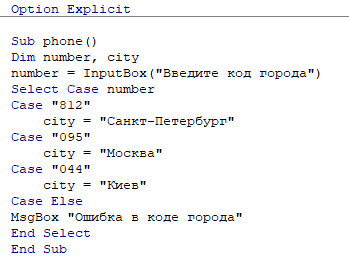 Option Explicit
Sub phone()
Dim number, city
number = InputBox("Введите код города")
Select Case number
Case "812"
city = "Санкт-Петербург"
Case "095"
city = "Москва"
Case "044"
city = "Киев"
Case Else
MsgBox "Ошибка в коде города"
End Select
End Sub